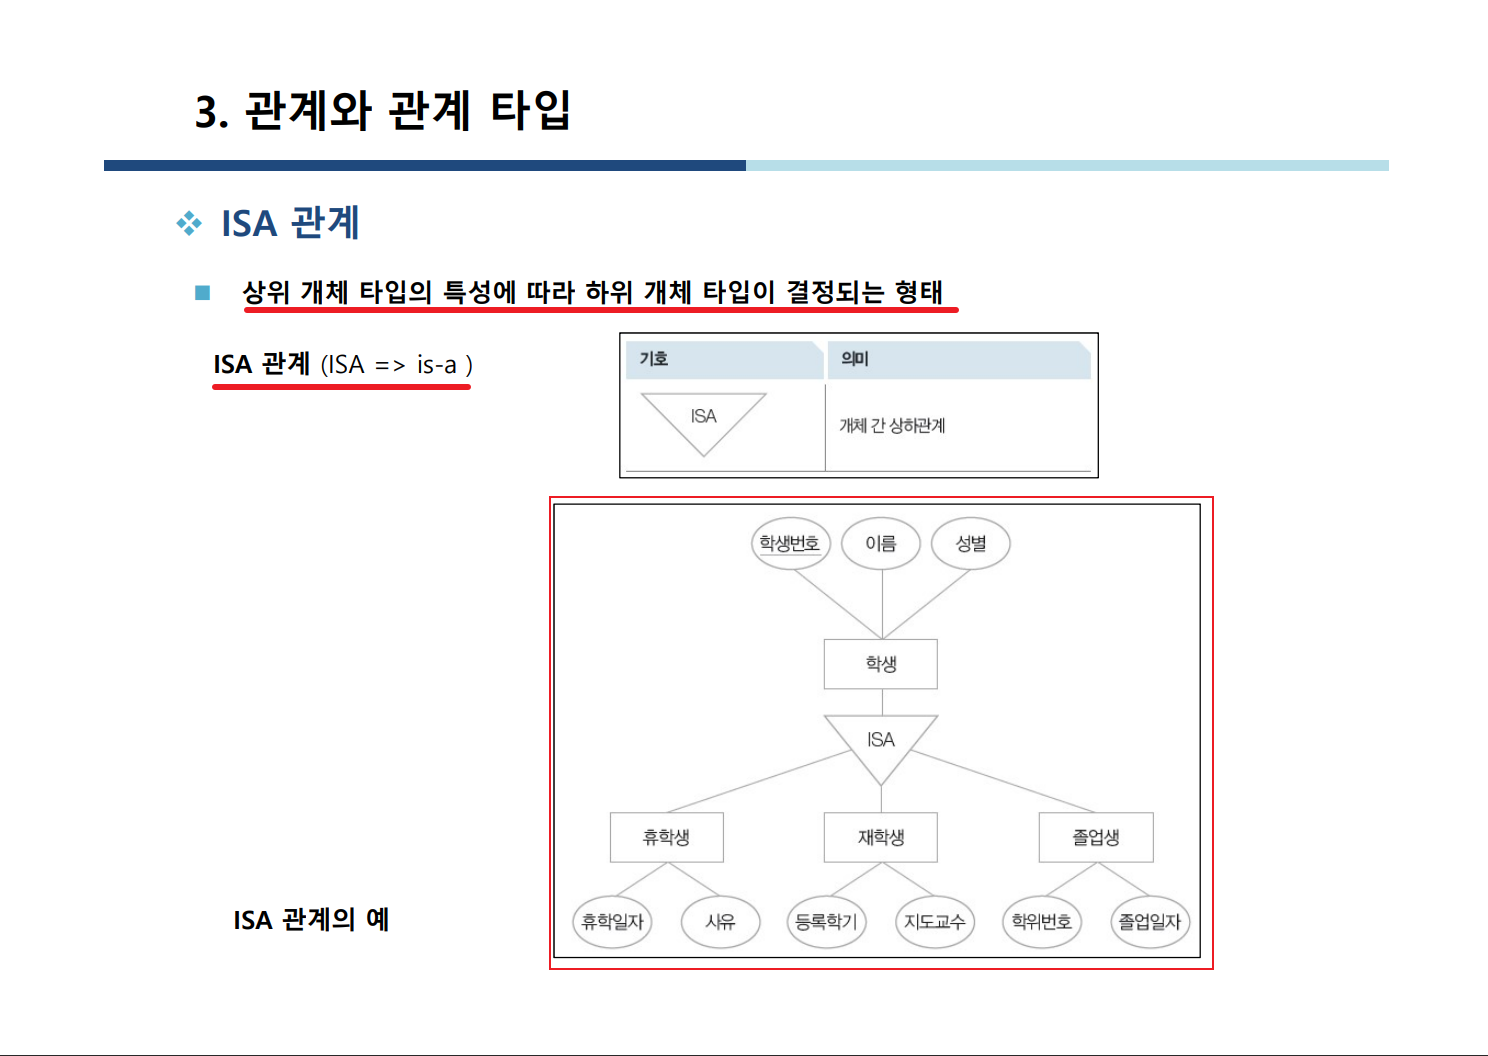 3. 관계와 관계 타입
ISA 관계
상위 개체 타입의 특성에 따라 하위 개체 타입이 결정되는 형태
ISA 관계 (ISA => is-a )
기호 의미
ISA 개체 간 상하관계
학생번호 이름 성별
학생
ISA
휴학생 재학생 졸업생
휴학일자 사유 등록학기 지도교수 학위번호 졸업일자
ISA 관계의 예